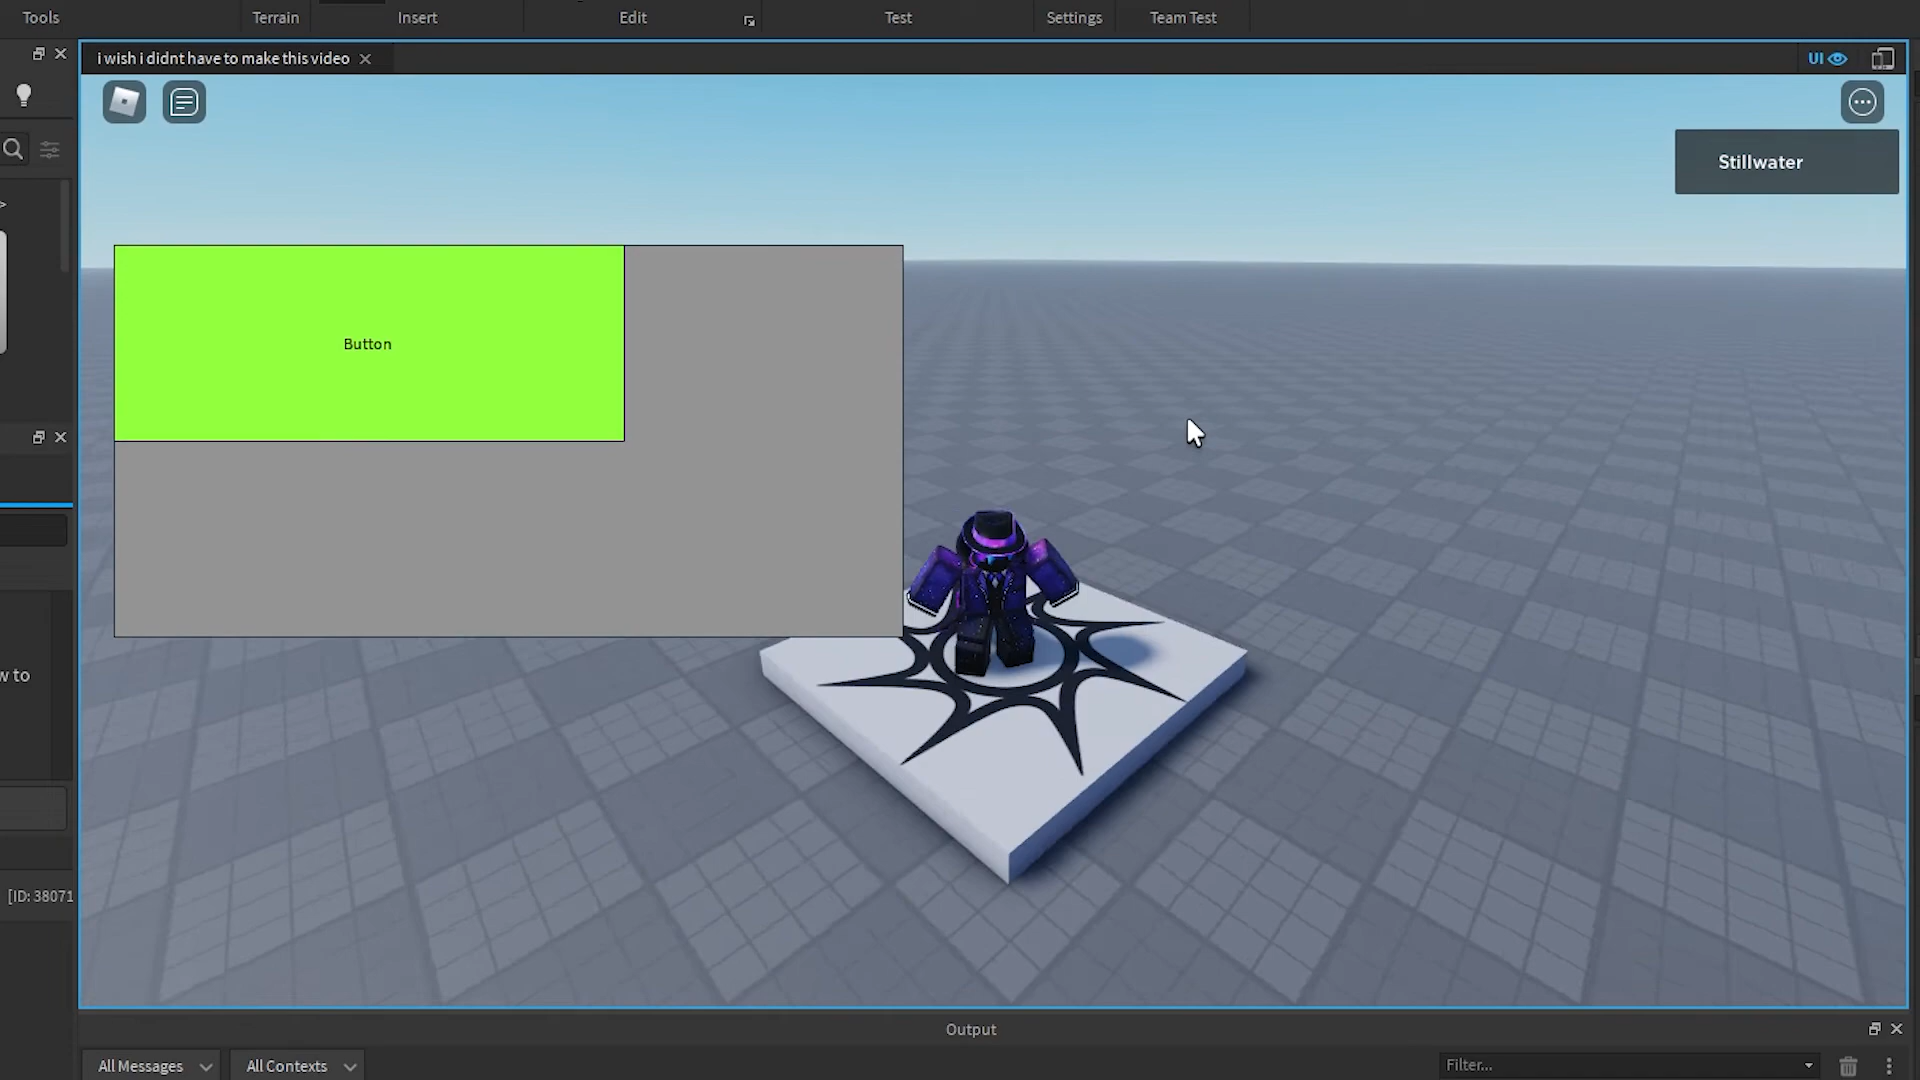 Tools
Terrain
Insert
Edit
Test
Settings
Team Test
i wish i didnt have to make this video
UI
Stillwater
Button
w to
[ID: 38071
Output
All Messages
All Contexts
Filter...